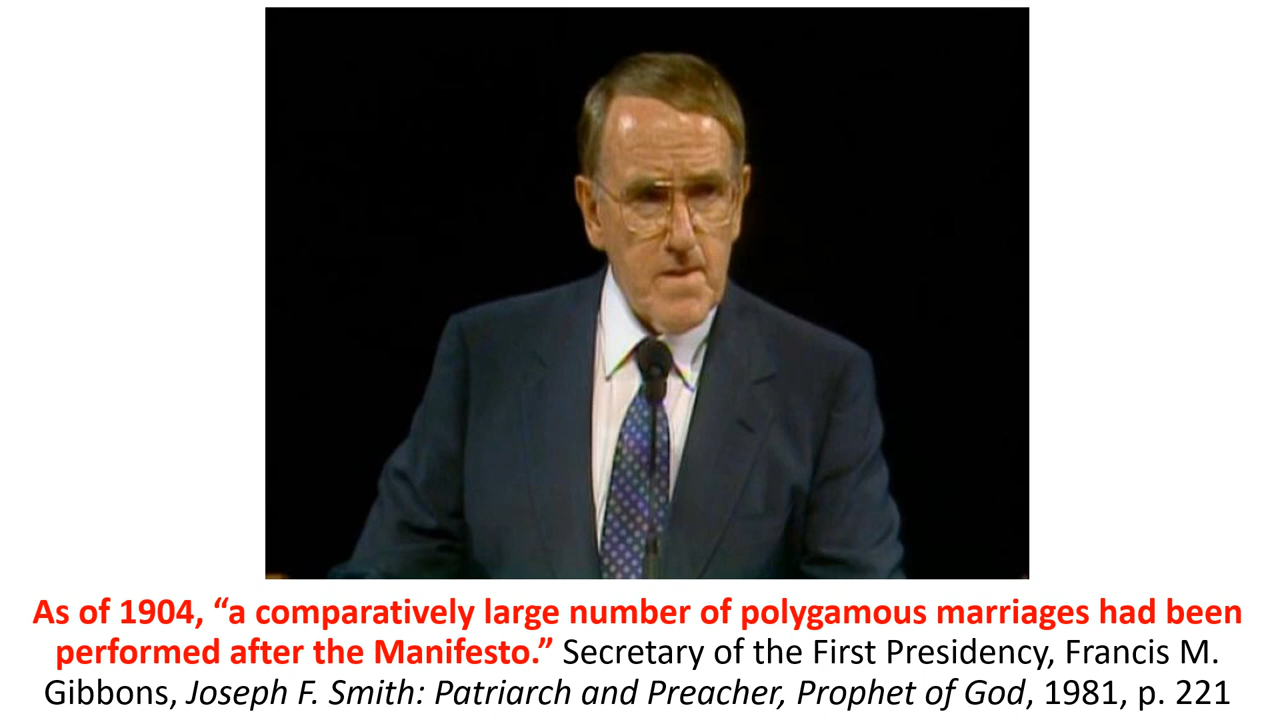 As of 1904, “a comparatively large number of polygamous marriages had been
performed after the Manifesto.” Secretary of the First Presidency, Francis M.
Gibbons, Joseph F. Smith: Patriarch and Preacher, Prophet of God, 1981, p. 221